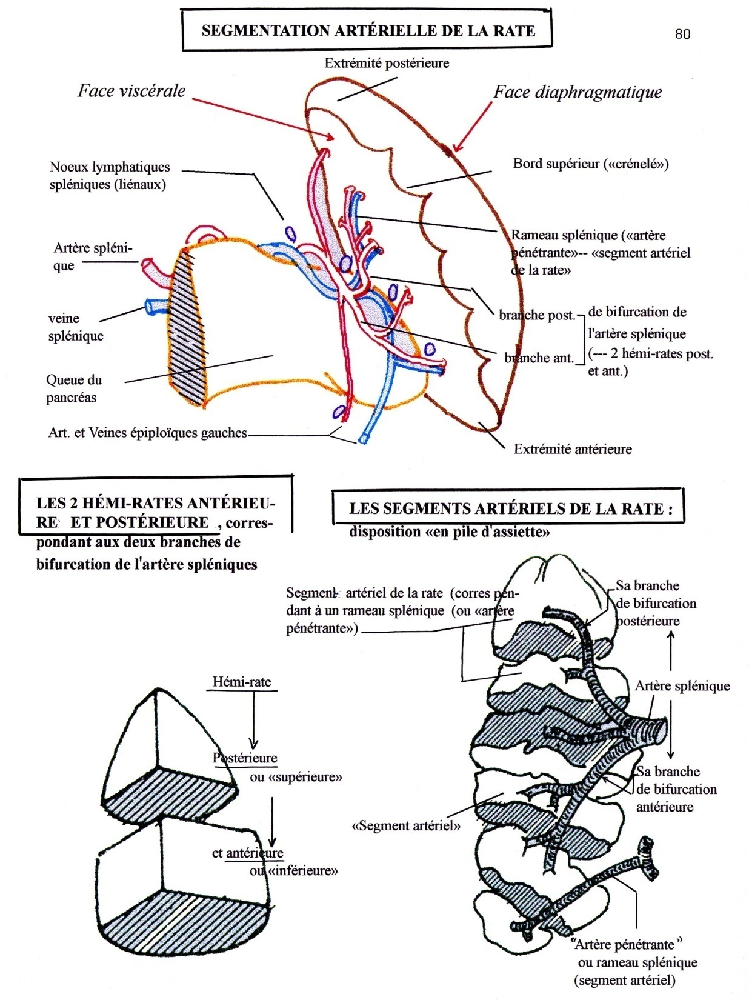 SEGMENTATION ARTÉRIELLE DE LA RATE
80
Extrémité postérieure
Face viscérale
Face diaphragmatique
Noeux lymphatiques
spléniques (liénaux)
Bord supérieur («crénelé»)
Artère spléni-
que
Rameau splénique («artère
pénétrante»-- «segment artériel
de la rate»
veine
splénique
branche post.
de bifurcation de
l'artère splénique
(--- 2 hémi-rates post.
et ant.)
branche ant.
Queue du
pancréas
Art. et Veines épiploïques gauches
Extrémité antérieure
LES 2 HÉMI-RATES ANTÉRIEU-
RE ET POSTÉRIEURE , corres-
pondant aux deux branches de
bifurcation de l'artère spléniques
LES SEGMENTS ARTÉRIELS DE LA RATE :
disposition «en pile d'assiette»
Segment artériel de la rate (corres pen-
dant à un rameau splénique (ou «artère
pénétrante»)
Sa branche
de bifurcation
postérieure
Hémi-rate
Artère splénique
Postérieure
ou «supérieure»
Sa branche
de bifurcation
antérieure
«Segment artériel»
et antérieure
ou «inférieure»
"Artère pénétrante"
ou rameau splénique
(segment artériel)